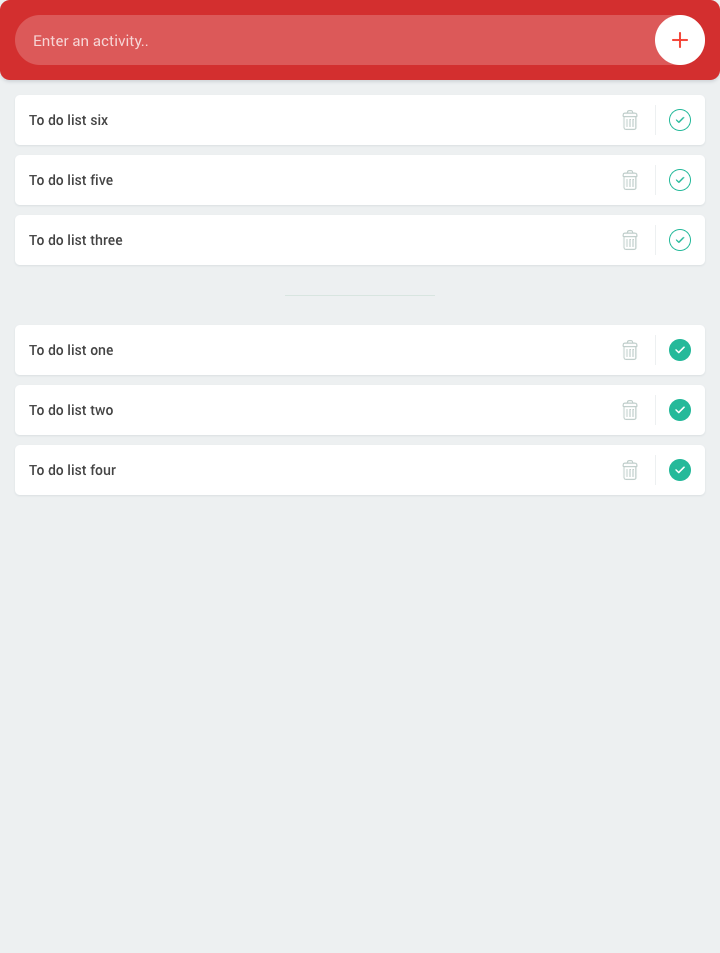 Enter an activity..
To do list six
To do list five
To do list three
To do list one
To do list two
To do list four